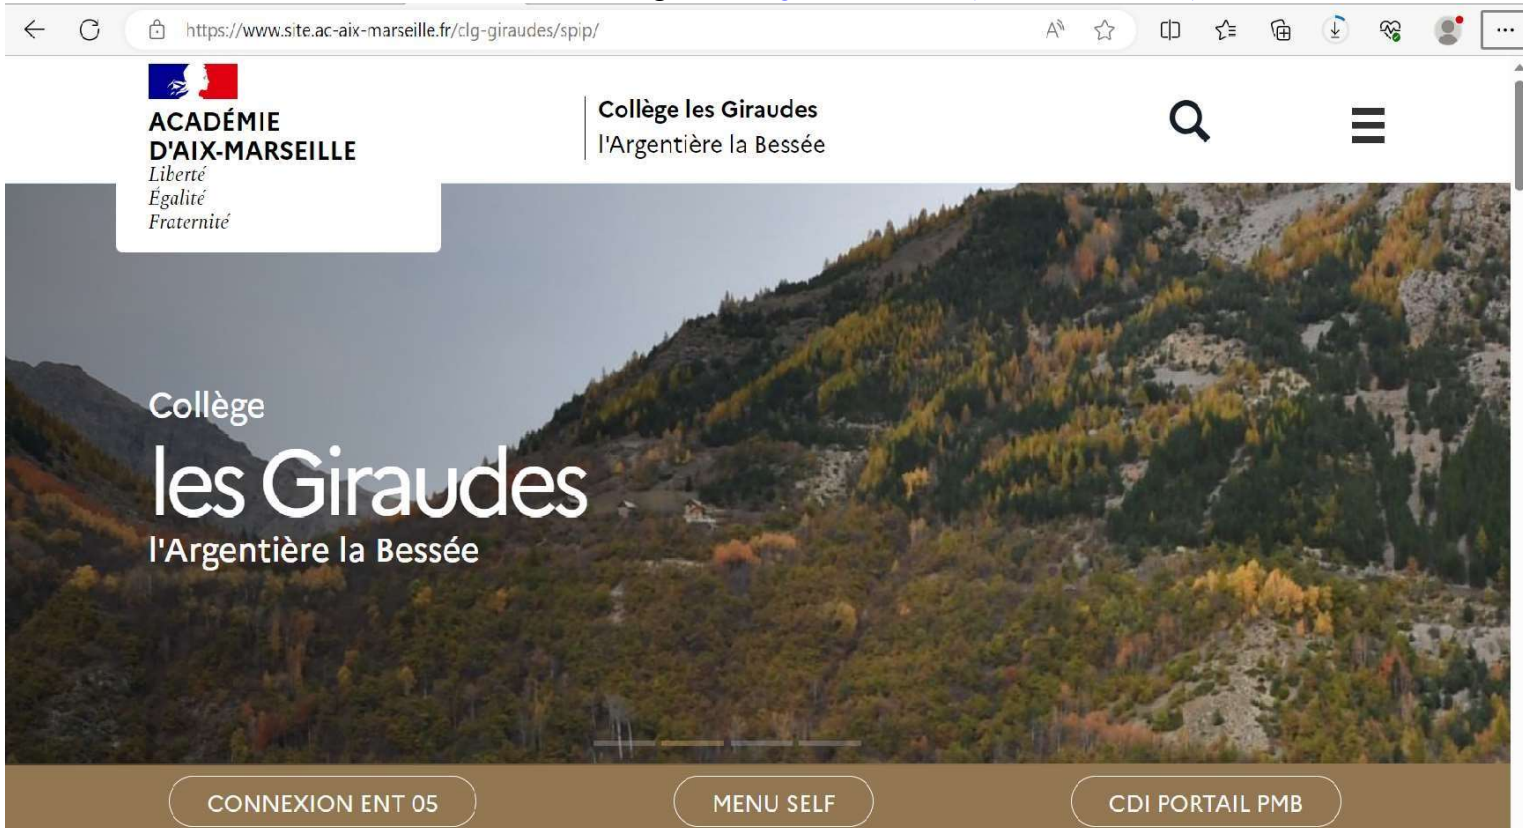 https://www.site.ac-aix-marseille.fr/clg-giraudes/spip/
ACADÉMIE
D'AIX-MARSEILLE
Liberté
Égalité
Fraternité
Collège les Giraudes
l'Argentière la Bessée
Collège
les Giraudes
l'Argentière la Bessée
CONNEXION ENT 05
MENU SELF
CDI PORTAIL PMB